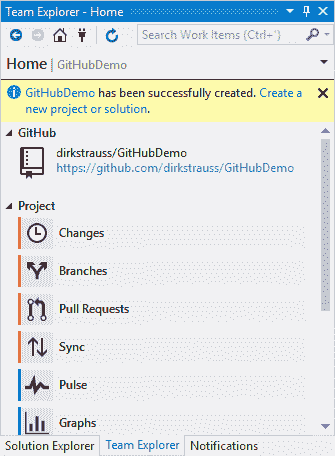 Team Explorer - Home
Search Work Items (Ctrl+')
Home | GitHubDemo
GitHubDemo has been successfully created. Create a
new project or solution.
GitHub
dirkstrauss/GitHubDemo
https://github.com/dirkstrauss/GitHubDemo
Project
Changes
Branches
Pull Requests
Sync
Pulse
Graphs
Solution Explorer Team Explorer Notifications